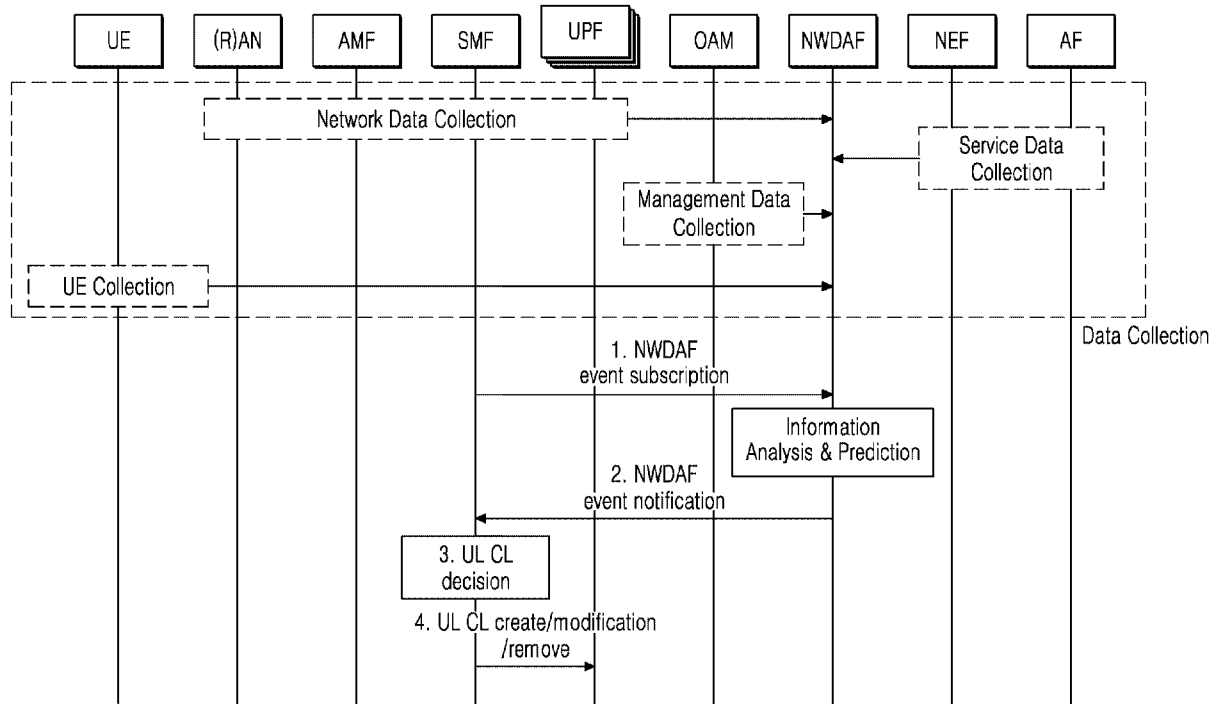 UE
(R)AN
AMF
SMF
UPF
OAM
NWDAF
NEF
AF
Network Data Collection
Service Data
Collection
Management Data
Collection
UE Collection
Data Collection
1. NWDAF
event subscription
Information
Analysis & Prediction
2. NWDAF
event notification
3. UL CL
decision
4. UL CL create/modification
/remove